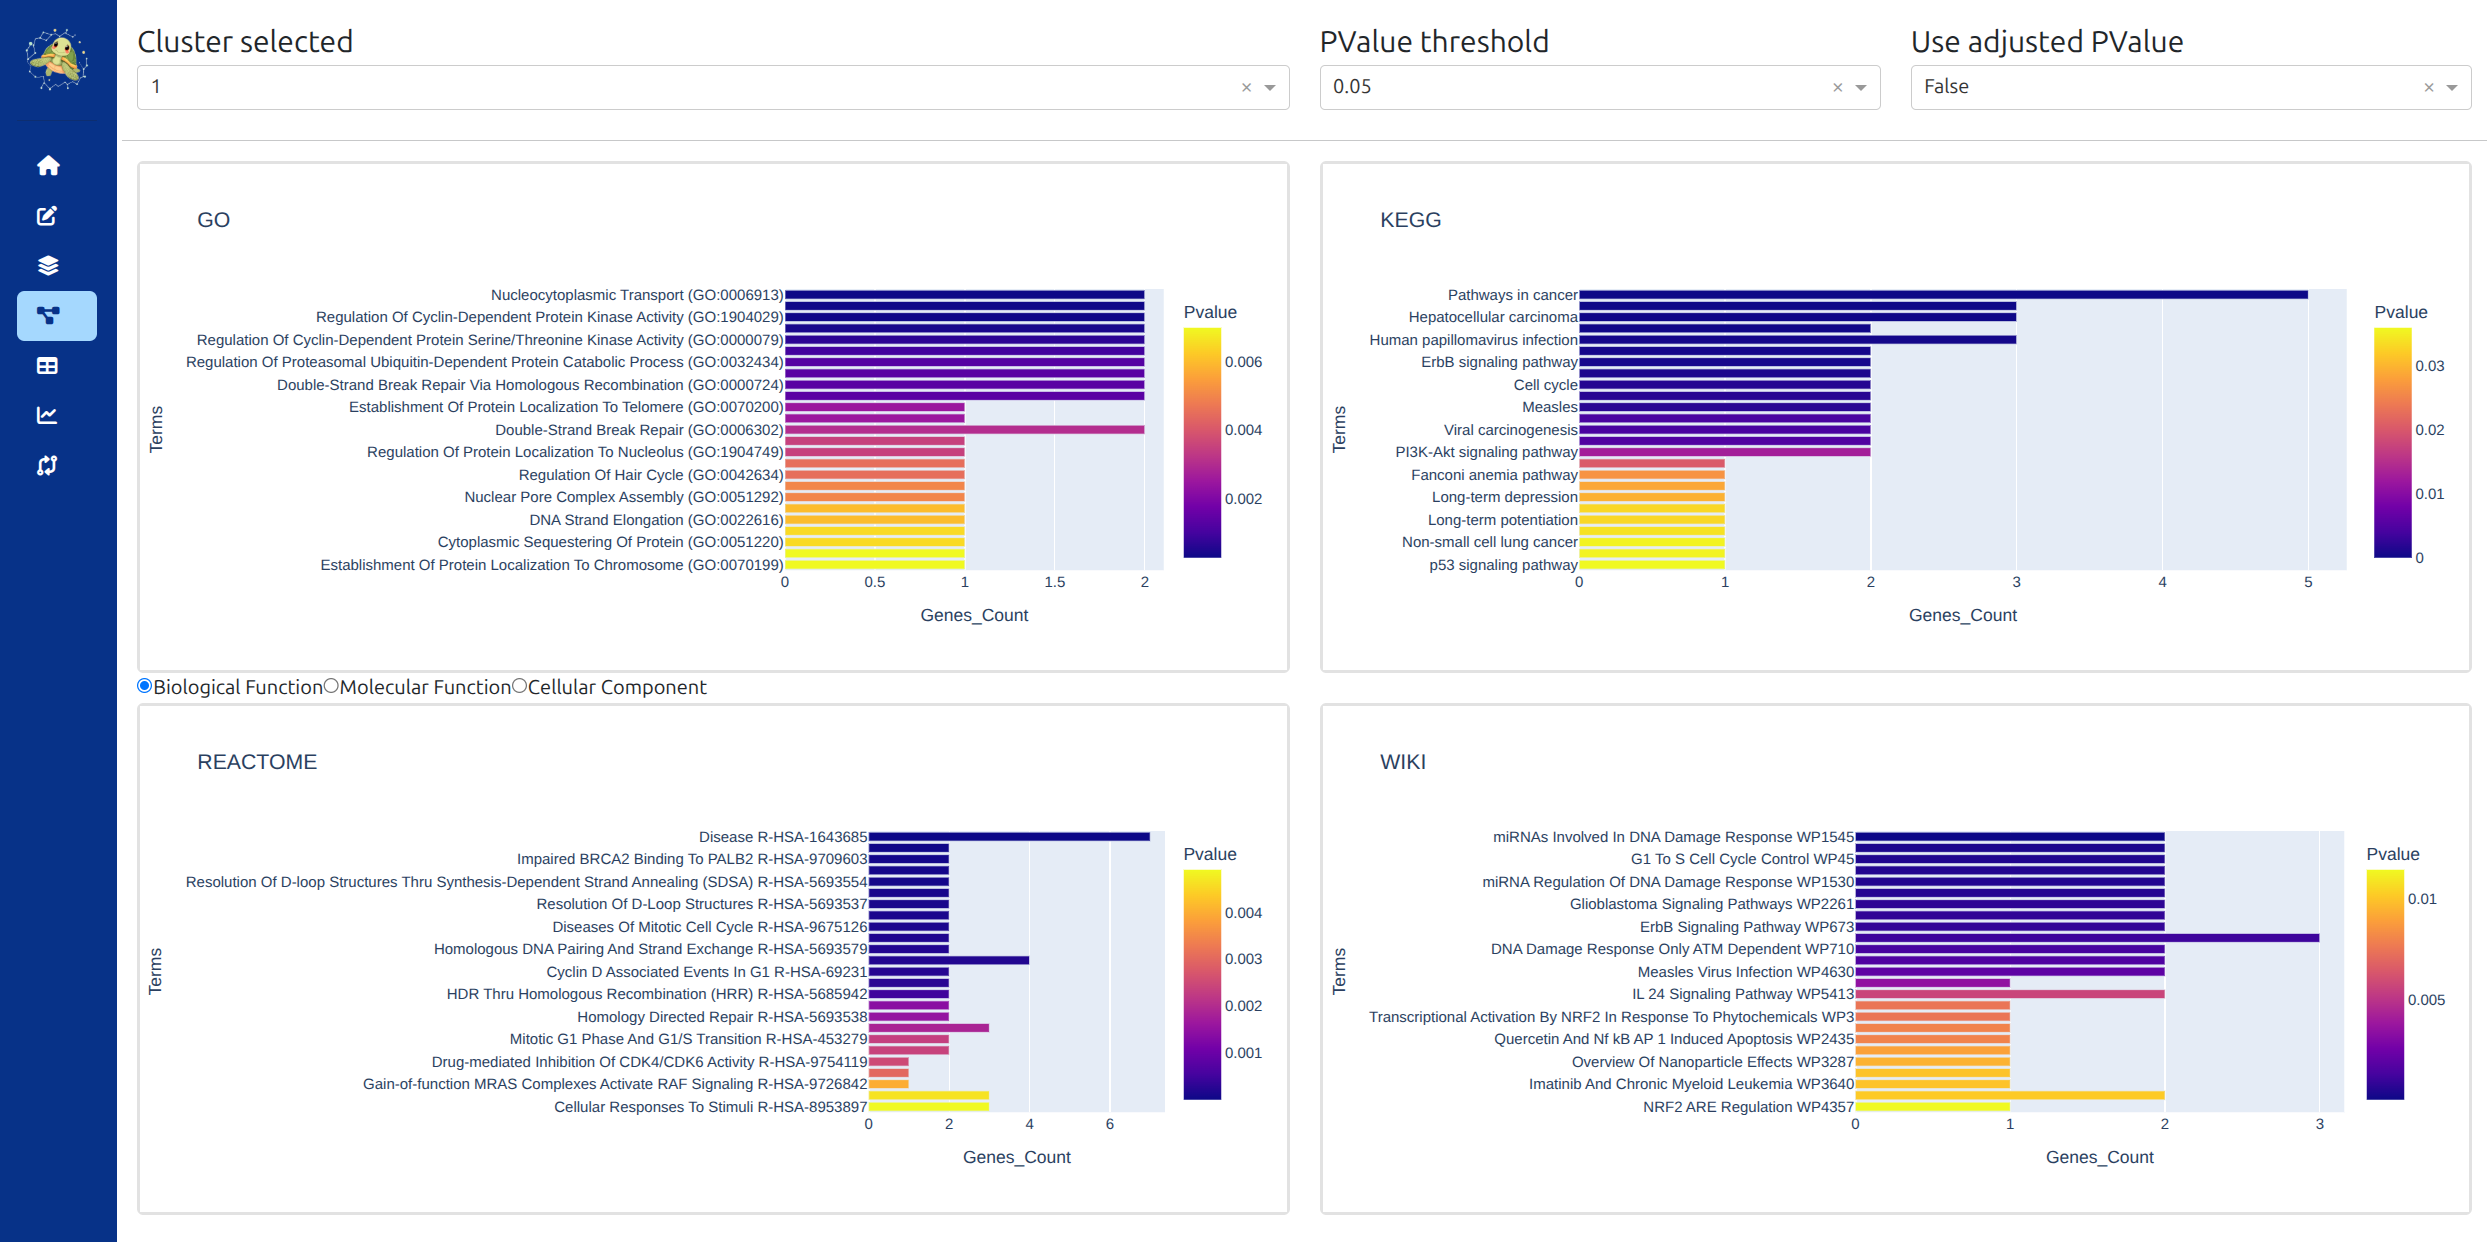 Cluster selected
1
PValue threshold
0.05
Use adjusted PValue
False
GO
Terms
Nucleocytoplasmic Transport (GO:0006913)
Regulation Of Cyclin-Dependent Protein Kinase Activity (GO:1904029)
Regulation Of Cyclin-Dependent Protein Serine/Threonine Kinase Activity (GO:0000079)
Regulation Of Proteasomal Ubiquitin-Dependent Protein Catabolic Process (GO:0032434)
Double-Strand Break Repair Via Homologous Recombination (GO:0000724)
Establishment Of Protein Localization To Telomere (GO:0070200)
Double-Strand Break Repair (GO:0006302)
Regulation Of Protein Localization To Nucleolus (GO:1904749)
Regulation Of Hair Cycle (GO:0042634)
Nuclear Pore Complex Assembly (GO:0051292)
DNA Strand Elongation (GO:0022616)
Cytoplasmic Sequestering Of Protein (GO:0051220)
Establishment Of Protein Localization To Chromosome (GO:0070199)
0 0.5 1 1.5 2
Genes_Count
Pvalue
0.006
0.004
0.002
KEGG
Terms
Pathways in cancer
Hepatocellular carcinoma
Human papillomavirus infection
ErbB signaling pathway
Cell cycle
Measles
Viral carcinogenesis
PI3K-Akt signaling pathway
Fanconi anemia pathway
Long-term depression
Long-term potentiation
Non-small cell lung cancer
p53 signaling pathway
0 1 2 3 4 5
Genes_Count
Pvalue
0.03
0.02
0.01
0
Biological Function Molecular Function Cellular Component
REACTOME
Terms
Disease R-HSA-1643685
Impaired BRCA2 Binding To PALB2 R-HSA-9709603
Resolution Of D-loop Structures Thru Synthesis-Dependent Strand Annealing (SDSA) R-HSA-5693554
Resolution Of D-Loop Structures R-HSA-5693537
Diseases Of Mitotic Cell Cycle R-HSA-9675126
Homologous DNA Pairing And Strand Exchange R-HSA-5693579
Cyclin D Associated Events In G1 R-HSA-69231
HDR Thru Homologous Recombination (HRR) R-HSA-5685942
Homology Directed Repair R-HSA-5693538
Mitotic G1 Phase And G1/S Transition R-HSA-453279
Drug-mediated Inhibition Of CDK4/CDK6 Activity R-HSA-9754119
Gain-of-function MRAS Complexes Activate RAF Signaling R-HSA-9726842
Cellular Responses To Stimuli R-HSA-8953897
0 2 4 6
Genes_Count
Pvalue
0.004
0.003
0.002
0.001
WIKI
Terms
miRNAs Involved In DNA Damage Response WP1545
G1 To S Cell Cycle Control WP45
miRNA Regulation Of DNA Damage Response WP1530
Glioblastoma Signaling Pathways WP2261
ErbB Signaling Pathway WP673
DNA Damage Response Only ATM Dependent WP710
Measles Virus Infection WP4630
IL 24 Signaling Pathway WP5413
Transcriptional Activation By NRF2 In Response To Phytochemicals WP3
Quercetin And Nf kB AP 1 Induced Apoptosis WP2435
Overview Of Nanoparticle Effects WP3287
Imatinib And Chronic Myeloid Leukemia WP3640
NRF2 ARE Regulation WP4357
0 1 2 3
Genes_Count
Pvalue
0.01
0.005